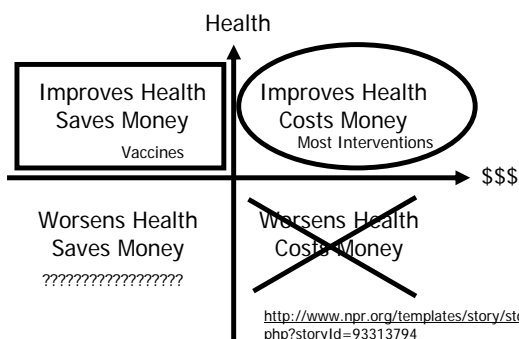 Health
Improves Health
Saves Money
Vaccines
Improves Health
Costs Money
Most Interventions
$$$
Worsens Health
Saves Money
??????????????????
Worsens Health
Costs Money
http://www.npr.org/templates/story/sto
php?storyId=93313794